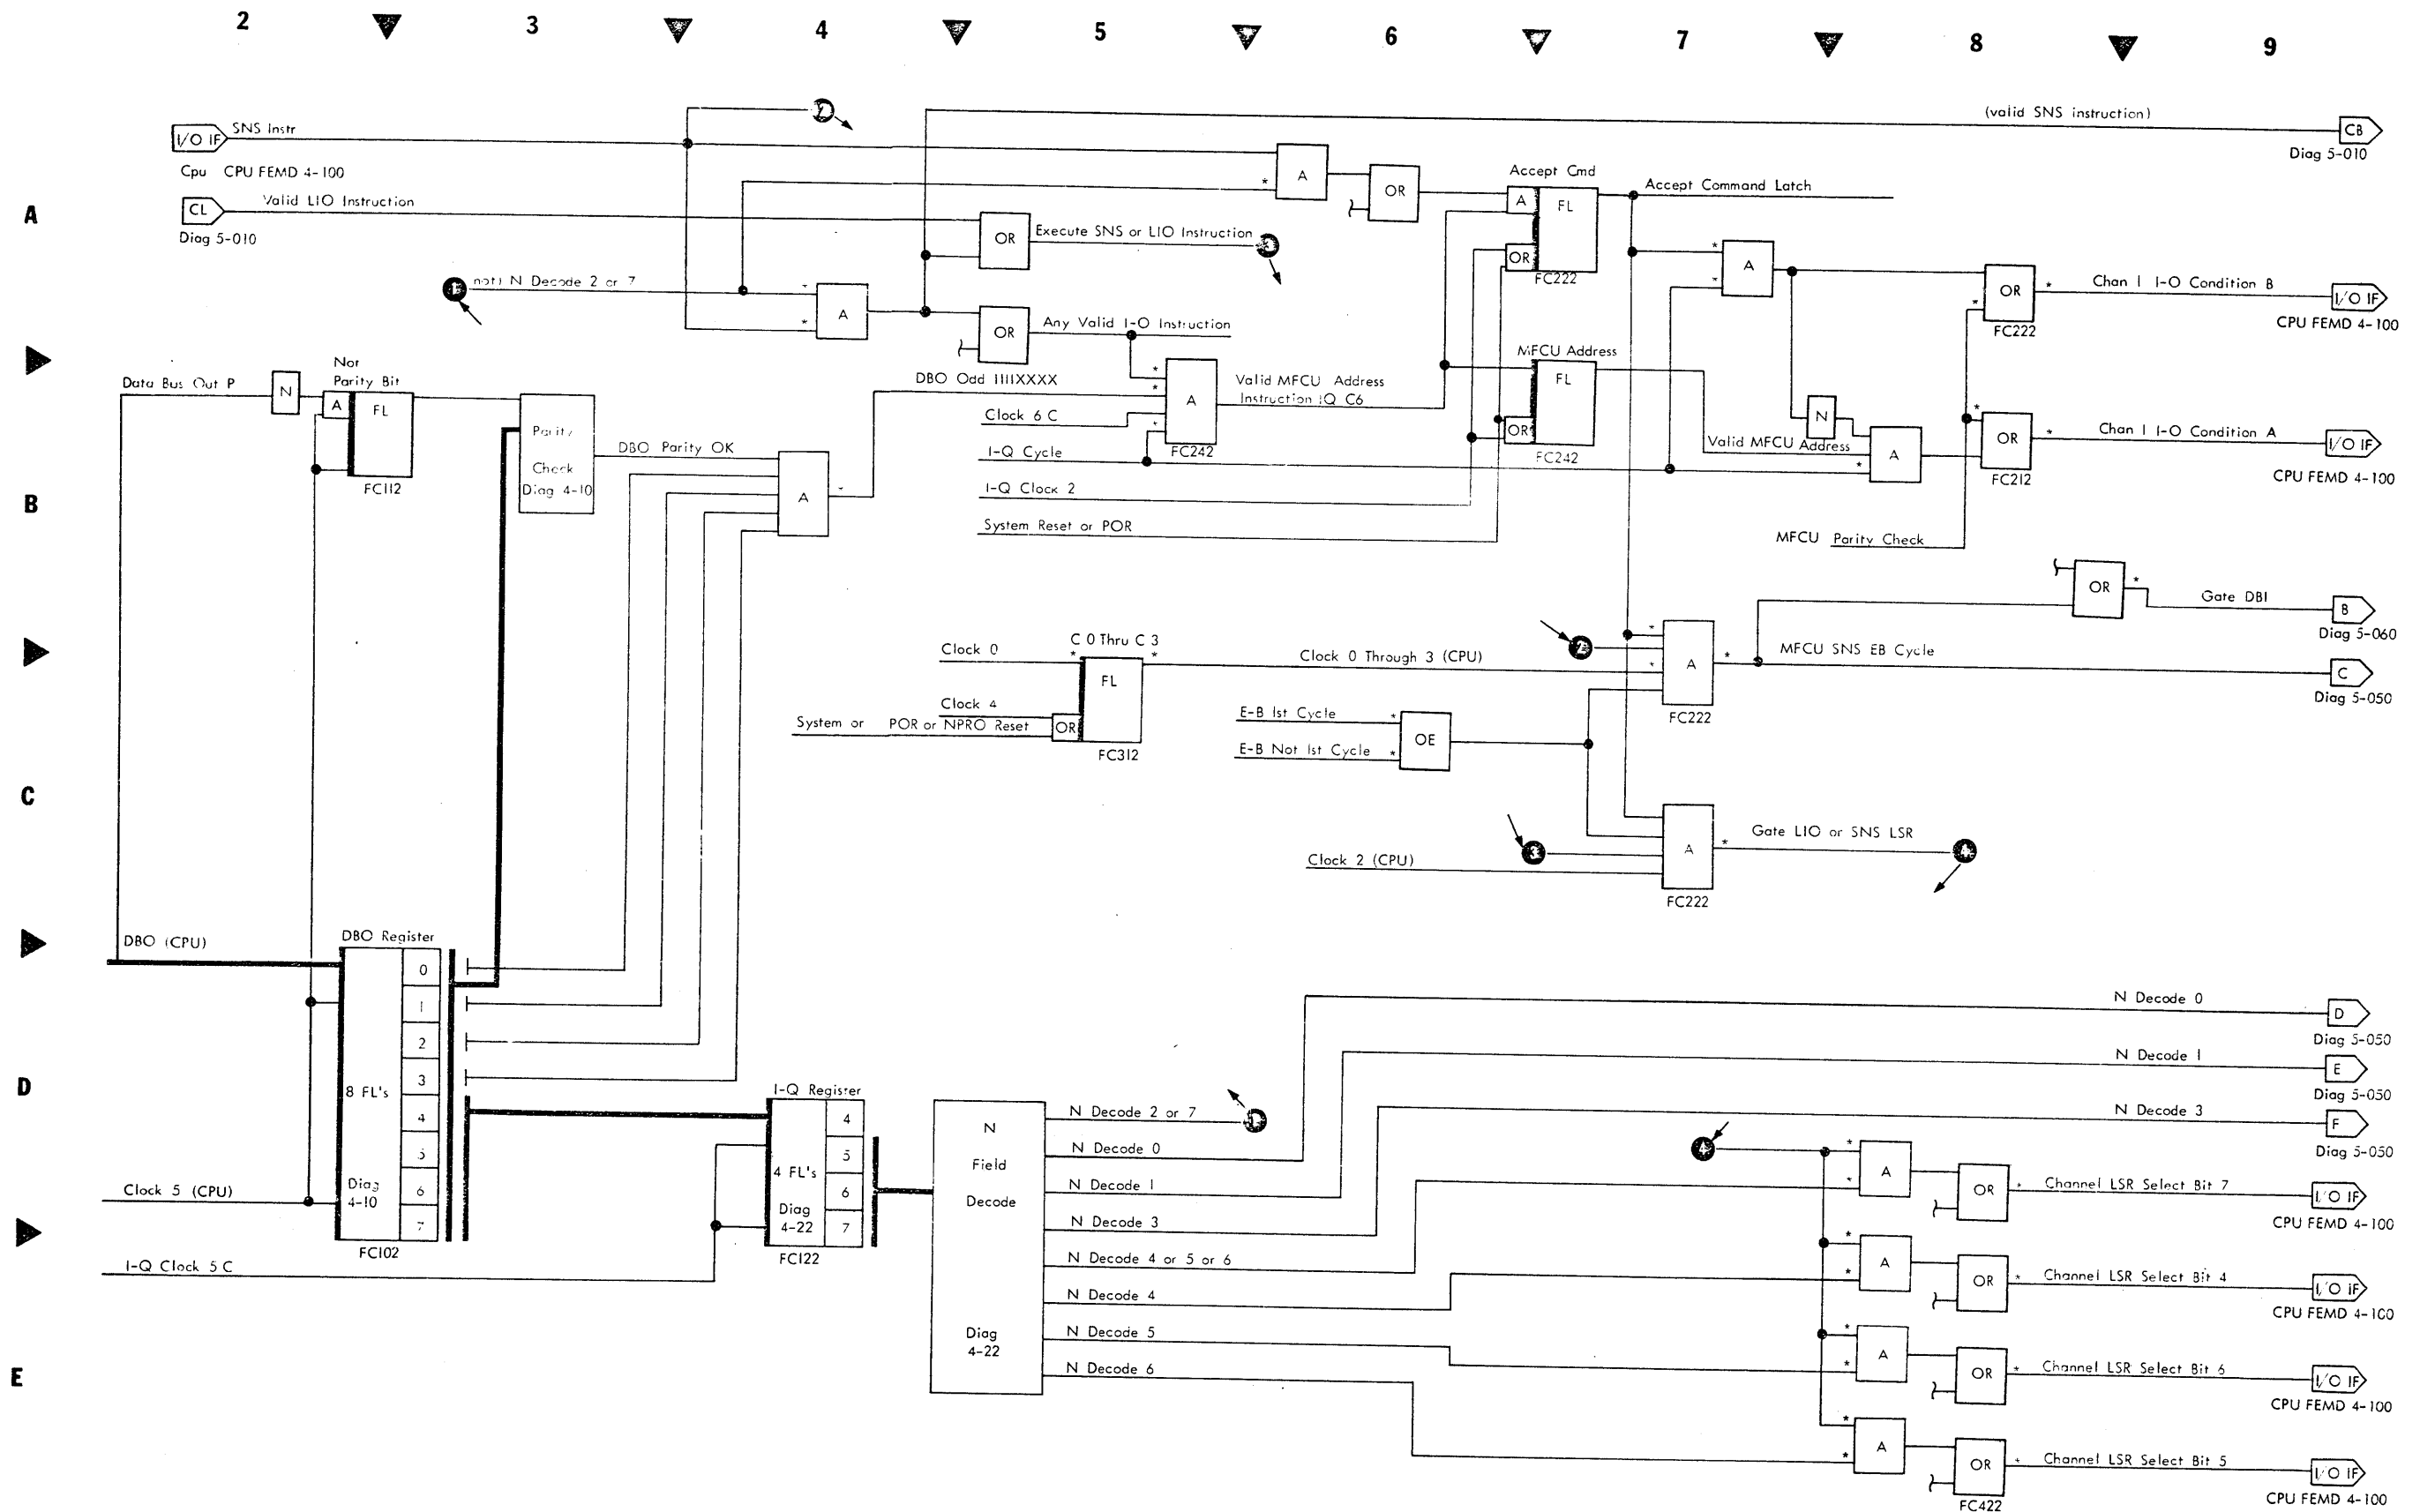 2 3 4 5 6 7 8 9
A
B
C
D
E
I/O IF
SNS Instr
Cpu CPU FEMD 4-100
CL
Valid LIO Instruction
Diag 5-010
2
(valid SNS instruction)
CB
Diag 5-010
A
OR
Accept Cmd
A
FL
OR
FC222
Accept Command Latch
OR
Execute SNS or LIO Instruction
3
1
not) N Decode 2 or 7
A
OR
Any Valid I-O Instruction
A
OR
FC222
Chan 1 I-O Condition B
I/O IF
CPU FEMD 4-100
Data Bus Out P
N
Not
Parity Bit
A
FL
FC112
Parity
Check
Diag 4-10
DBO Parity OK
A
DBO Odd 1111XXXX
Clock 6 C
I-Q Cycle
I-Q Clock 2
System Reset or POR
A
FC242
Valid MFCU Address
Instruction IQ C6
MFCU Address
FL
OR
FC242
N
Valid MFCU Address
A
OR
FC212
Chan 1 I-O Condition A
I/O IF
CPU FEMD 4-100
MFCU Parity Check
OR
Gate DBI
B
Diag 5-060
Clock 0
C 0 Thru C 3
FL
Clock 4
System or POR or NPRO Reset
OR
FC312
Clock 0 Through 3 (CPU)
2
A
FC222
MFCU SNS EB Cycle
C
Diag 5-050
E-B 1st Cycle
E-B Not 1st Cycle
OE
3
Clock 2 (CPU)
A
FC222
Gate LIO or SNS LSR
4
DBO (CPU)
DBO Register
8 FL's
Diag
4-10
0
1
2
3
4
5
6
7
FC102
Clock 5 (CPU)
I-Q Clock 5 C
I-Q Register
4 FL's
Diag
4-22
4
5
6
7
FC122
N
Field
Decode
Diag
4-22
N Decode 2 or 7
1
N Decode 0
N Decode 1
N Decode 3
N Decode 4 or 5 or 6
N Decode 4
N Decode 5
N Decode 6
N Decode 0
D
Diag 5-050
N Decode 1
E
Diag 5-050
N Decode 3
F
Diag 5-050
4
A
OR
Channel LSR Select Bit 7
I/O IF
CPU FEMD 4-100
A
OR
Channel LSR Select Bit 4
I/O IF
CPU FEMD 4-100
A
OR
Channel LSR Select Bit 6
I/O IF
CPU FEMD 4-100
A
OR
FC422
Channel LSR Select Bit 5
I/O IF
CPU FEMD 4-100